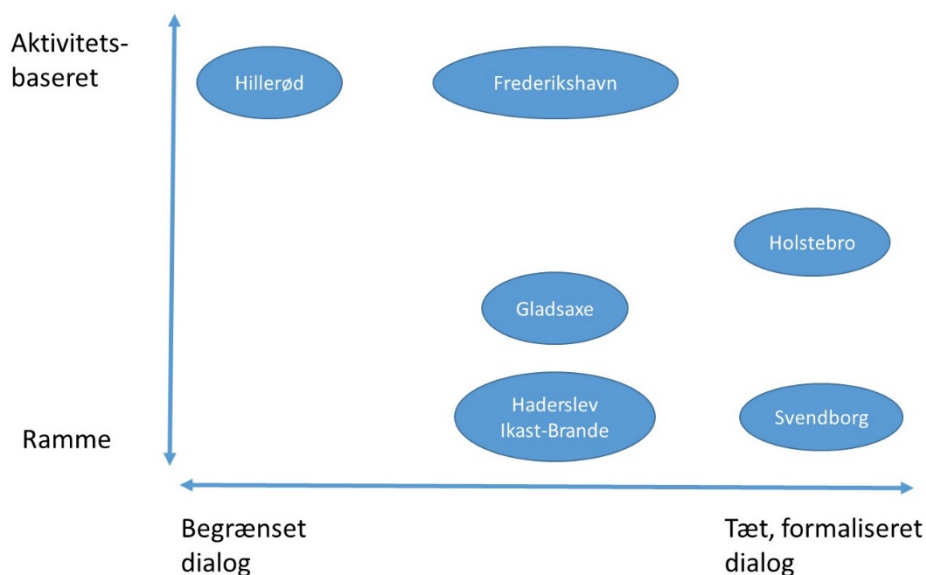 Aktivitets-
baseret
Hillerød
Frederikshavn
Holstebro
Gladsaxe
Haderslev
Ikast-Brande
Svendborg
Ramme
Begrænset
dialog
Tæt, formaliseret
dialog